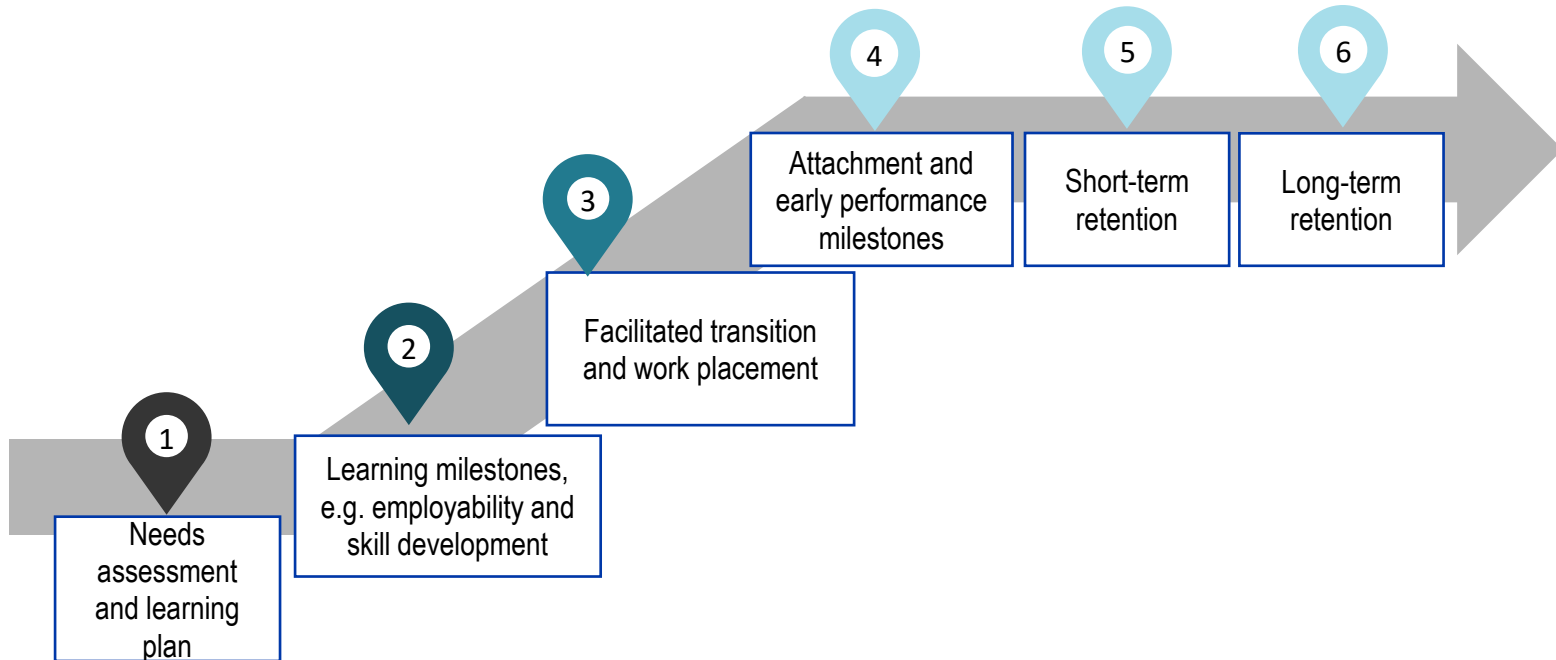 1
Needs
assessment
and learning
plan
2
Learning milestones,
e.g. employability and
skill development
3
Facilitated transition
and work placement
4
Attachment and
early performance
milestones
5
Short-term
retention
6
Long-term
retention